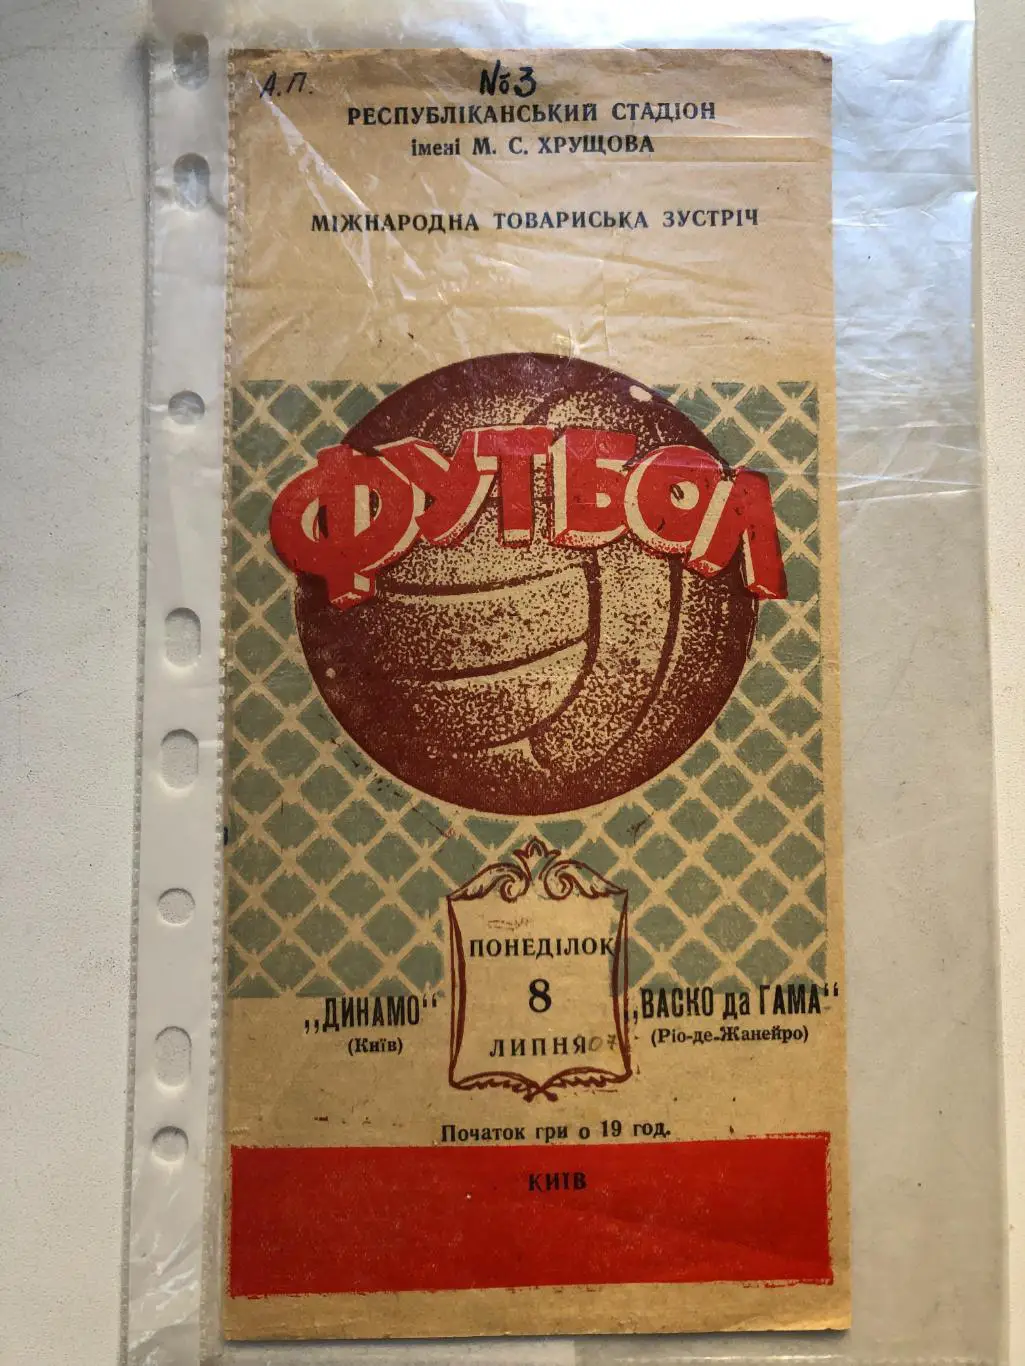 А.П.
№3
РЕСПУБЛІКАНСЬКИЙ СТАДІОН
імені М. С. ХРУЩОВА
МІЖНАРОДНА ТОВАРИСЬКА ЗУСТРІЧ
ФУТБОЛ
„ДИНАМО“
(Київ)
ПОНЕДІЛОК
8
ЛИПНЯ 07
„ВАСКО да ГАМА“
(Ріо-де-Жанейро)
Початок гри о 19 год.
КИЇВ